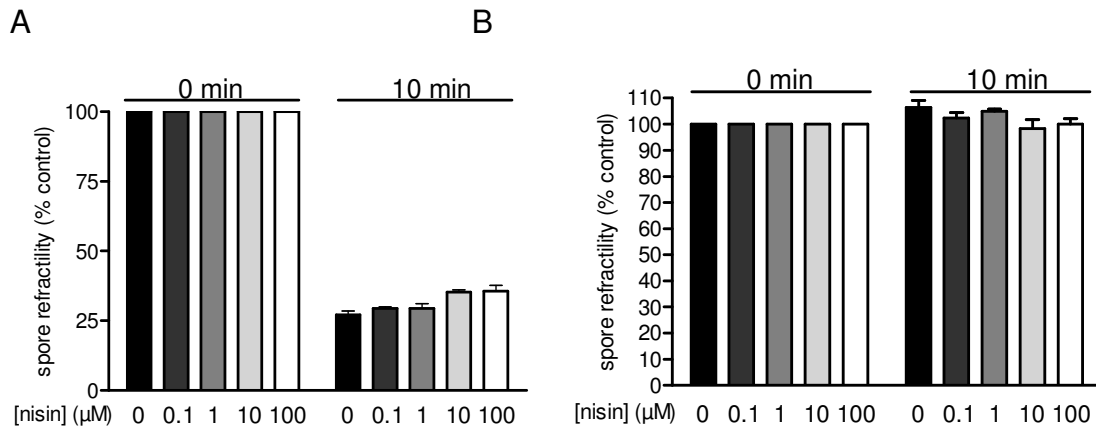 A
0 min
10 min
100
75
50
25
0
spore refractility (% control)
[nisin] (µM) 0 0.1 1 10 100 0 0.1 1 10 100
B
0 min
10 min
110
100
90
80
70
60
50
40
30
20
10
0
spore refractility (% control)
[nisin] (µM) 0 0.1 1 10 100 0 0.1 1 10 100